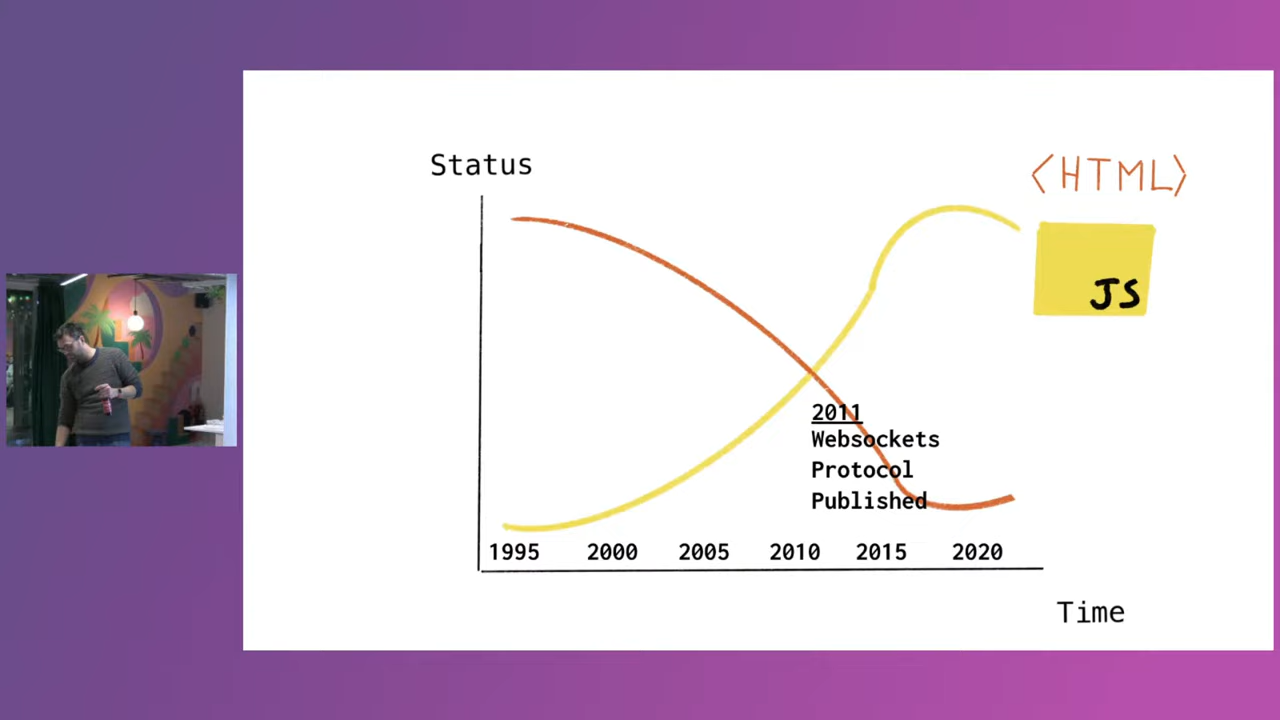 Status
<HTML>
JS
2011
Websockets
Protocol
Published
1995 2000 2005 2010 2015 2020
Time